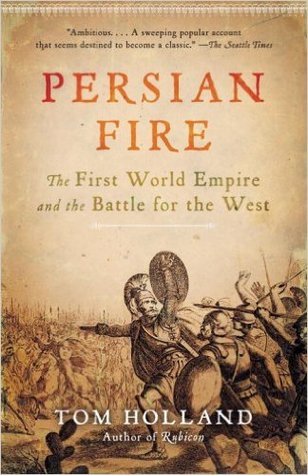 "Ambitious. . . . A sweeping popular account
that seems destined to become a classic." —The Seattle Times
PERSIAN
FIRE
The First World Empire
and the Battle for the West
TOM HOLLAND
Author of Rubicon